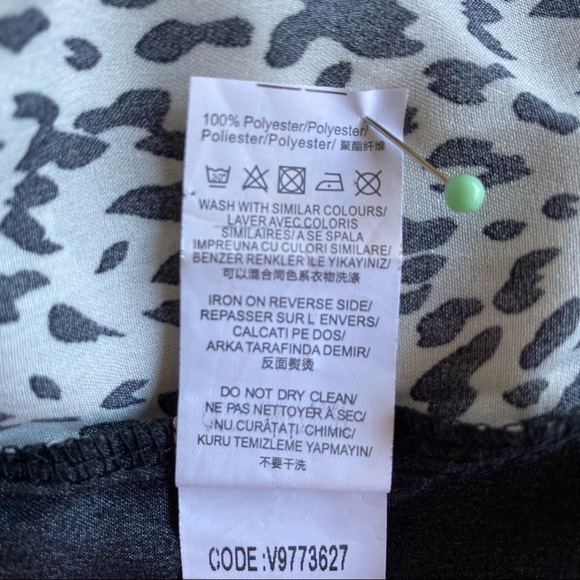 100% Polyester/Polyester/
Poliester/Polyester/ 聚酯纤维
30°
WASH WITH SIMILAR COLOURS/
LAVER AVEC COLORIS
SIMILAIRES/A SE SPALA
IMPREUNA CU CULORI SIMILARE/
BENZER RENKLER ILE YIKAYINIZ/
可以混合同色系衣物洗涤
IRON ON REVERSE SIDE/
REPASSER SUR L'ENVERS/
CALCATI PE DOS/
ARKA TARAFINDA DEMIR/
反面熨烫
DO NOT DRY CLEAN/
NE PAS NETTOYER À SEC/
NU CURĂTATI CHIMIC/
KURU TEMIZLEME YAPMAYIN/
不要干洗
CODE:V9773627